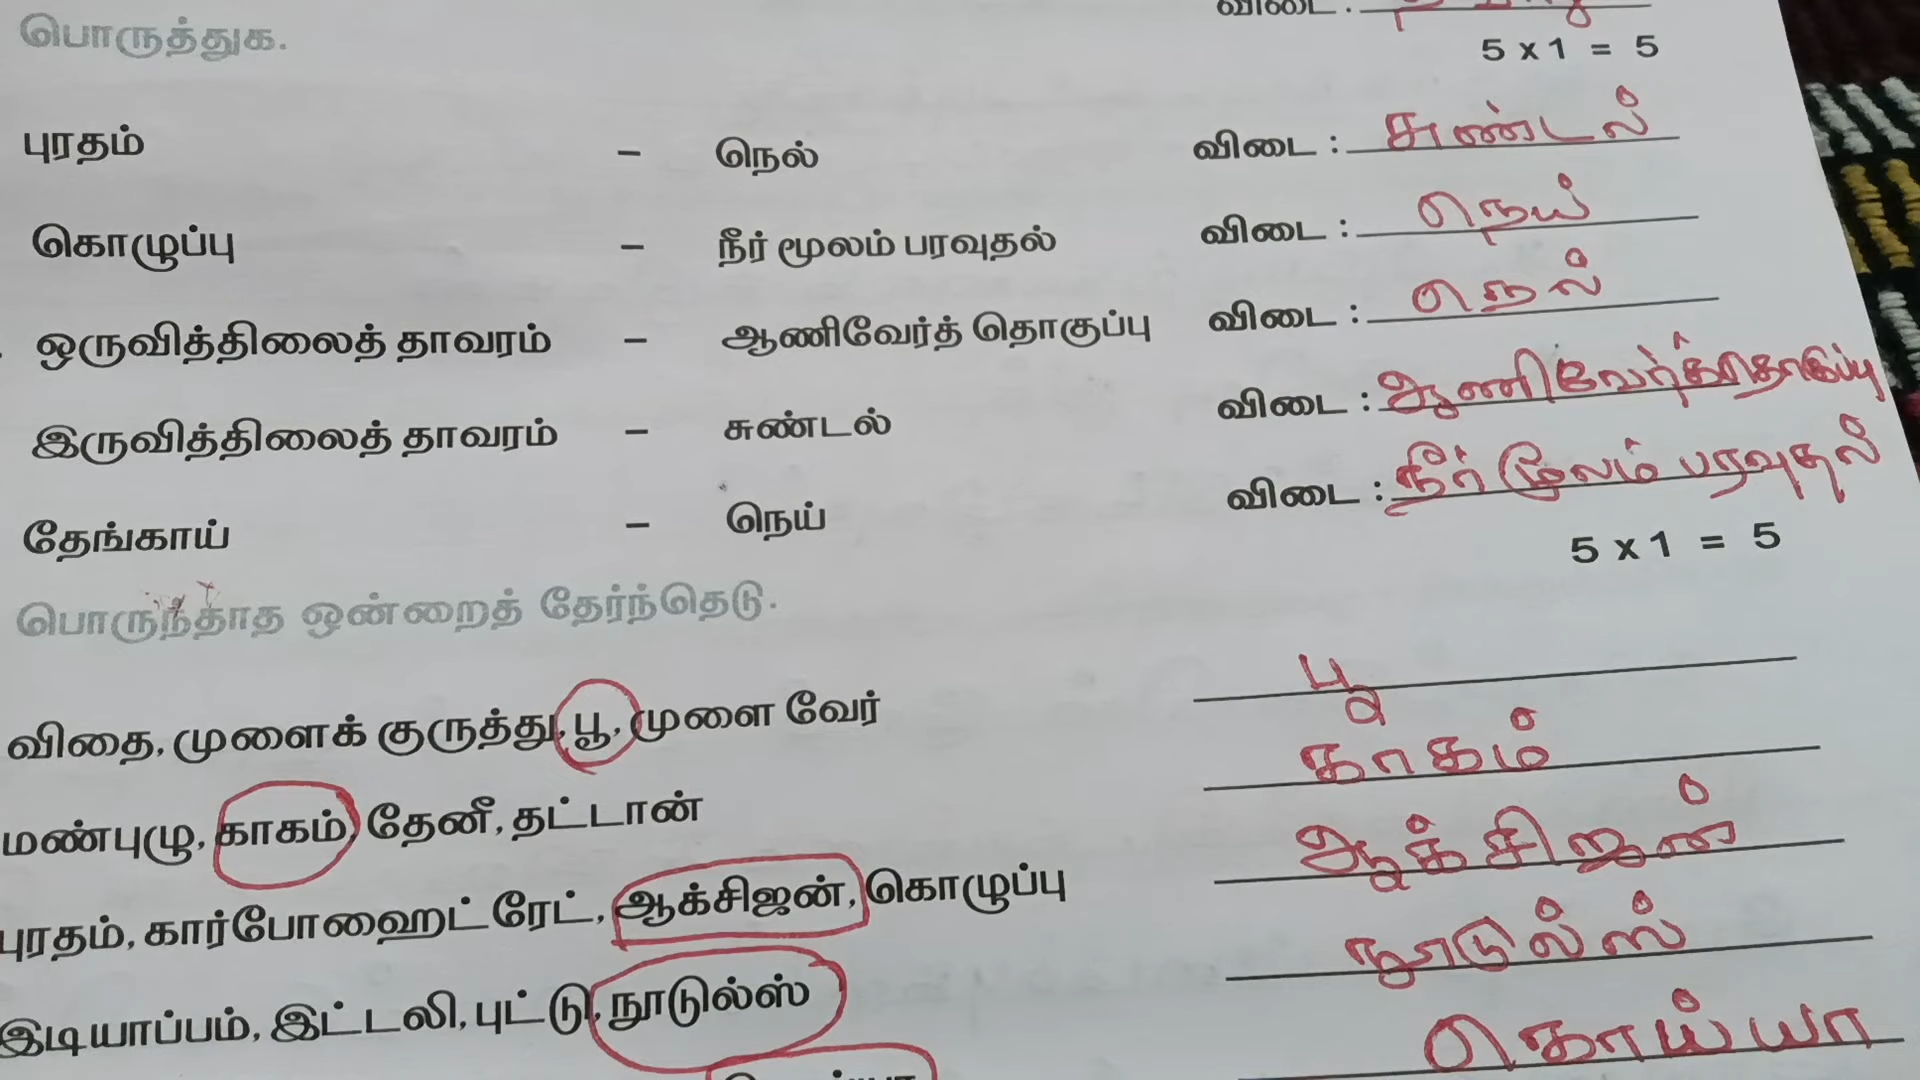 விடை :
பொருத்துக.
5 x 1 = 5
புரதம் – நெல் விடை : சுண்டல்
கொழுப்பு – நீர் மூலம் பரவுதல் விடை : நெய்
ஒருவித்திலைத் தாவரம் – ஆணிவேர்த் தொகுப்பு விடை : நெல்
இருவித்திலைத் தாவரம் – சுண்டல் விடை : ஆணிவேர்த்தொகுப்பு
தேங்காய் – நெய் விடை : நீர் மூலம் பரவுதல்
5 x 1 = 5
பொருந்தாத ஒன்றைத் தேர்ந்தெடு.
விதை, முளைக் குருத்து, பூ, முளை வேர் பூ
மண்புழு, காகம், தேனீ, தட்டான் காகம்
புரதம், கார்போஹைட்ரேட், ஆக்சிஜன், கொழுப்பு ஆக்சிஜன்
இடியாப்பம், இட்டலி, புட்டு, நூடுல்ஸ் நூடுல்ஸ்
கொய்யா